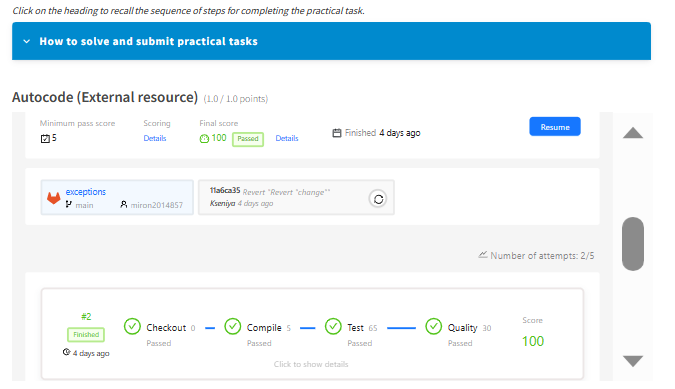 Click on the heading to recall the sequence of steps for completing the practical task.
How to solve and submit practical tasks
Autocode (External resource) (1.0 / 1.0 points)
Minimum pass score Scoring Final score
5 Details 100 Passed Details Finished 4 days ago Resume
exceptions 11a6ca35 Revert "Revert "change""
main miron2014857 Kseniya 4 days ago
Number of attempts: 2/5
#2 Score
Finished Checkout 0 Compile 5 Test 65 Quality 30
4 days ago Passed Passed Passed Passed 100
Click to show details